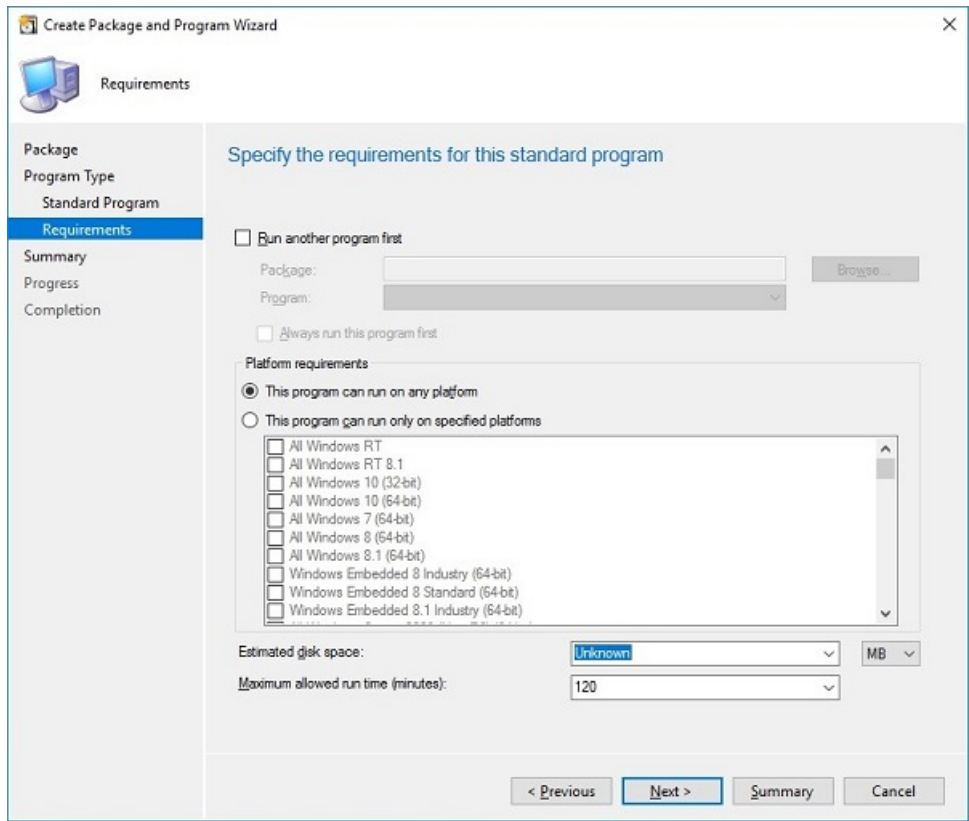 Create Package and Program Wizard
Requirements
Package
Program Type
Standard Program
Requirements
Summary
Progress
Completion
Specify the requirements for this standard program
Run another program first
Package:
Browse...
Program:
Always run this program first
Platform requirements
This program can run on any platform
This program can run only on specified platforms
All Windows RT
All Windows RT 8.1
All Windows 10 (32-bit)
All Windows 10 (64-bit)
All Windows 7 (64-bit)
All Windows 8 (64-bit)
All Windows 8.1 (64-bit)
Windows Embedded 8 Industry (64-bit)
Windows Embedded 8 Standard (64-bit)
Windows Embedded 8.1 Industry (64-bit)
Estimated disk space: Unknown MB
Maximum allowed run time (minutes): 120
< Previous Next > Summary Cancel